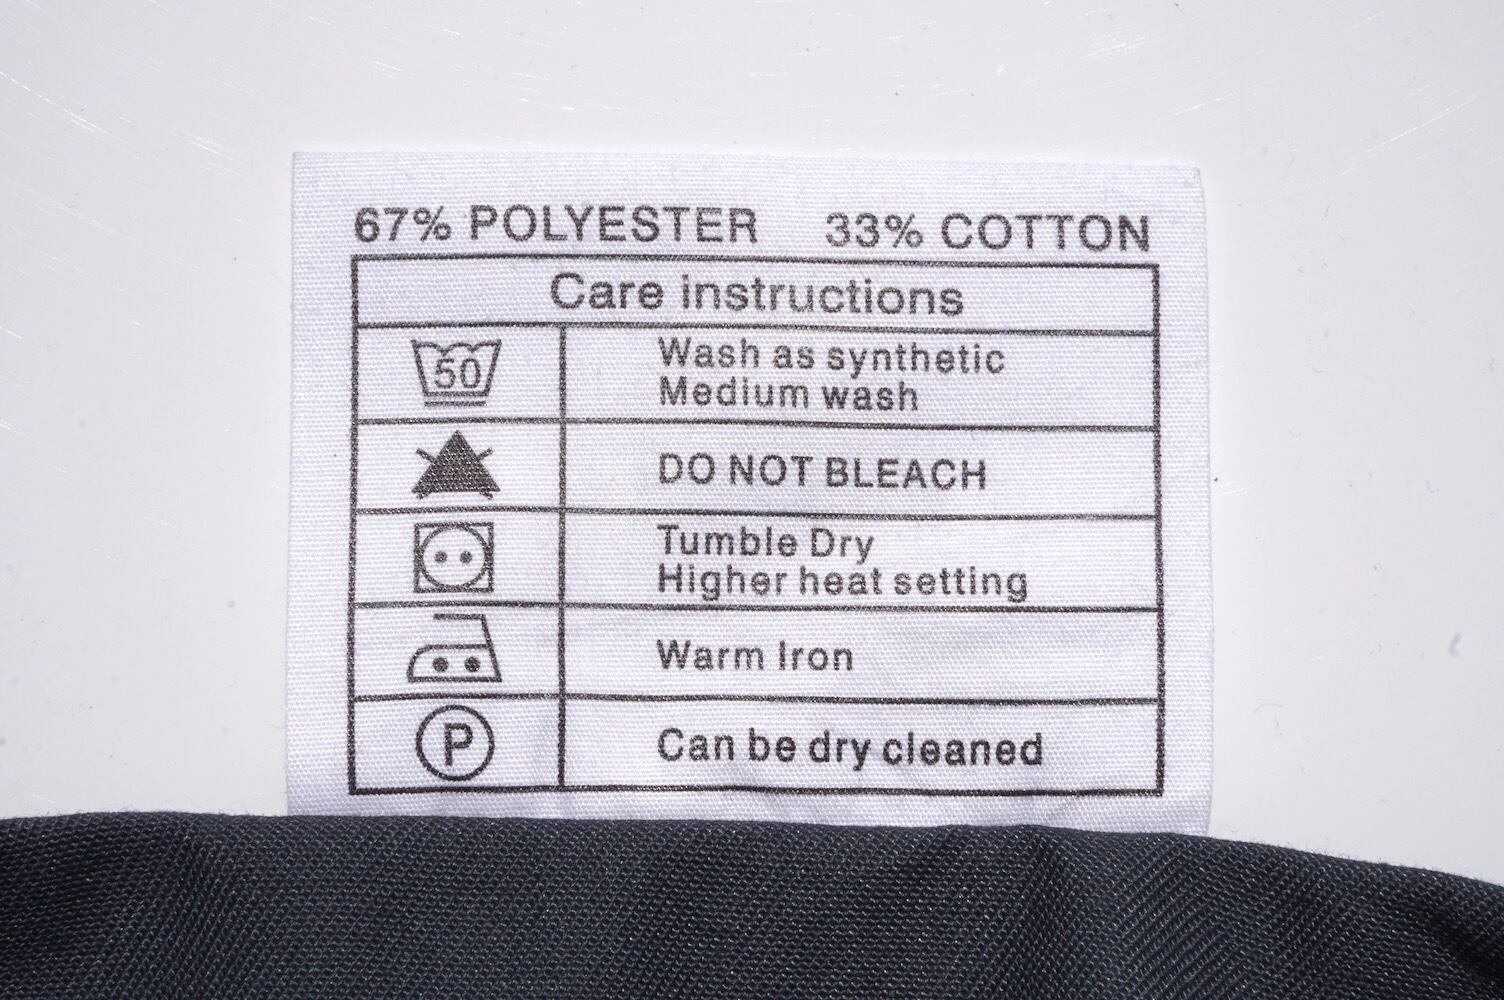 67% POLYESTER 33% COTTON
Care instructions
50
Wash as synthetic
Medium wash
DO NOT BLEACH
Tumble Dry
Higher heat setting
Warm Iron
P
Can be dry cleaned